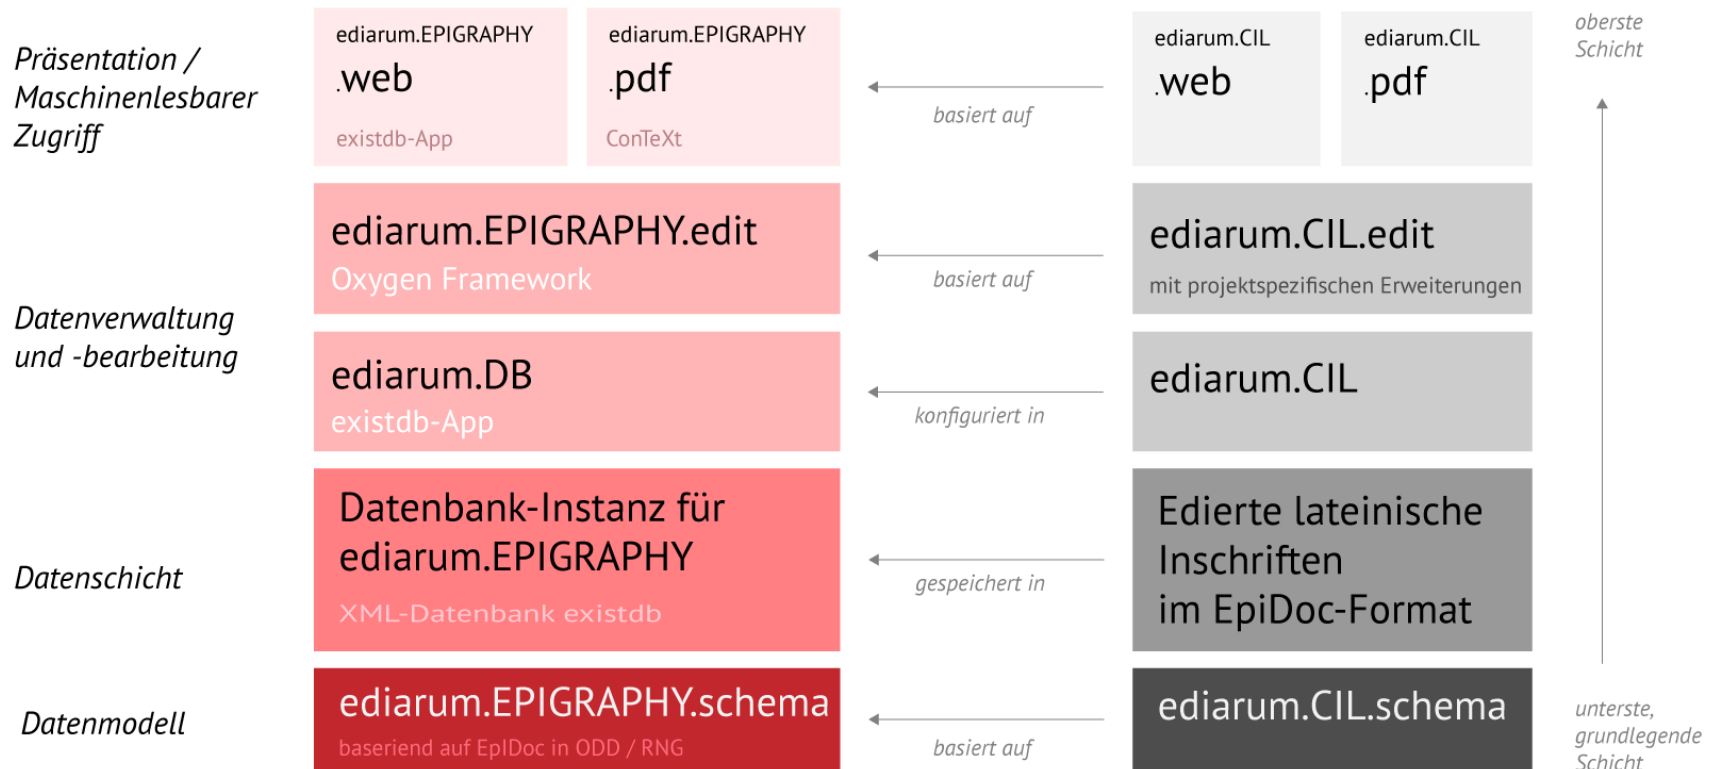 Präsentation /
Maschinenlesbarer
Zugriff
ediarum.EPIGRAPHY
.web
existdb-App
ediarum.EPIGRAPHY
.pdf
ConTeXt
basiert auf
ediarum.CIL
.web
ediarum.CIL
.pdf
oberste
Schicht
Datenverwaltung
und -bearbeitung
ediarum.EPIGRAPHY.edit
Oxygen Framework
basiert auf
ediarum.CIL.edit
mit projektspezifischen Erweiterungen
ediarum.DB
existdb-App
konfiguriert in
ediarum.CIL
Datenschicht
Datenbank-Instanz für
ediarum.EPIGRAPHY
XML-Datenbank existdb
gespeichert in
Edierte lateinische
Inschriften
im EpiDoc-Format
Datenmodell
ediarum.EPIGRAPHY.schema
baseriend auf EpIDoc in ODD / RNG
basiert auf
ediarum.CIL.schema
unterste,
grundlegende
Schicht